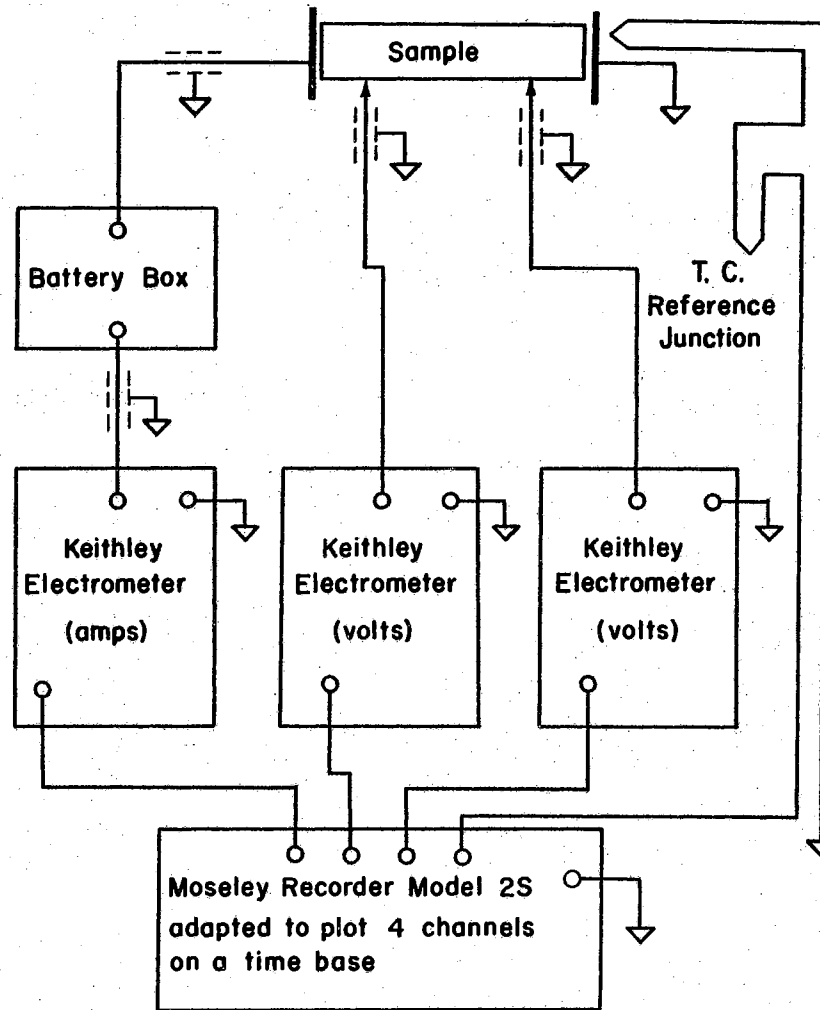 Sample
Battery Box
T. C.
Reference
Junction
Keithley
Electrometer
(amps)
Keithley
Electrometer
(volts)
Keithley
Electrometer
(volts)
Moseley Recorder Model 2S
adapted to plot 4 channels
on a time base